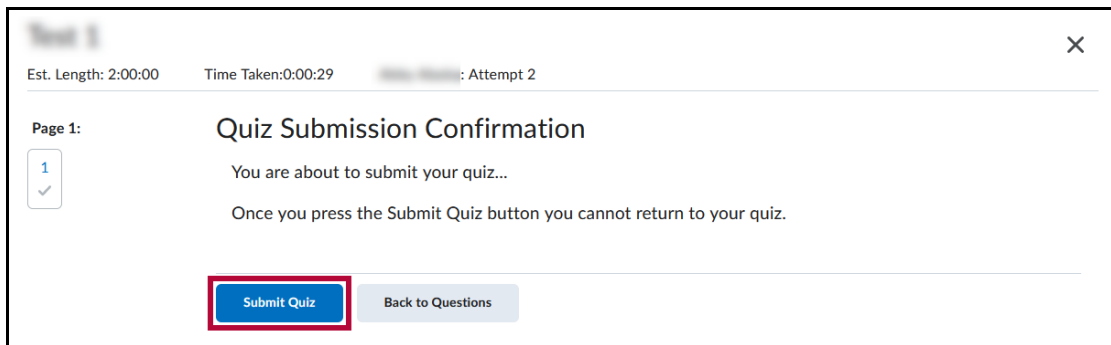 Est. Length: 2:00:00 Time Taken:0:00:29 : Attempt 2
Page 1:
1
Quiz Submission Confirmation
You are about to submit your quiz...
Once you press the Submit Quiz button you cannot return to your quiz.
Submit Quiz Back to Questions